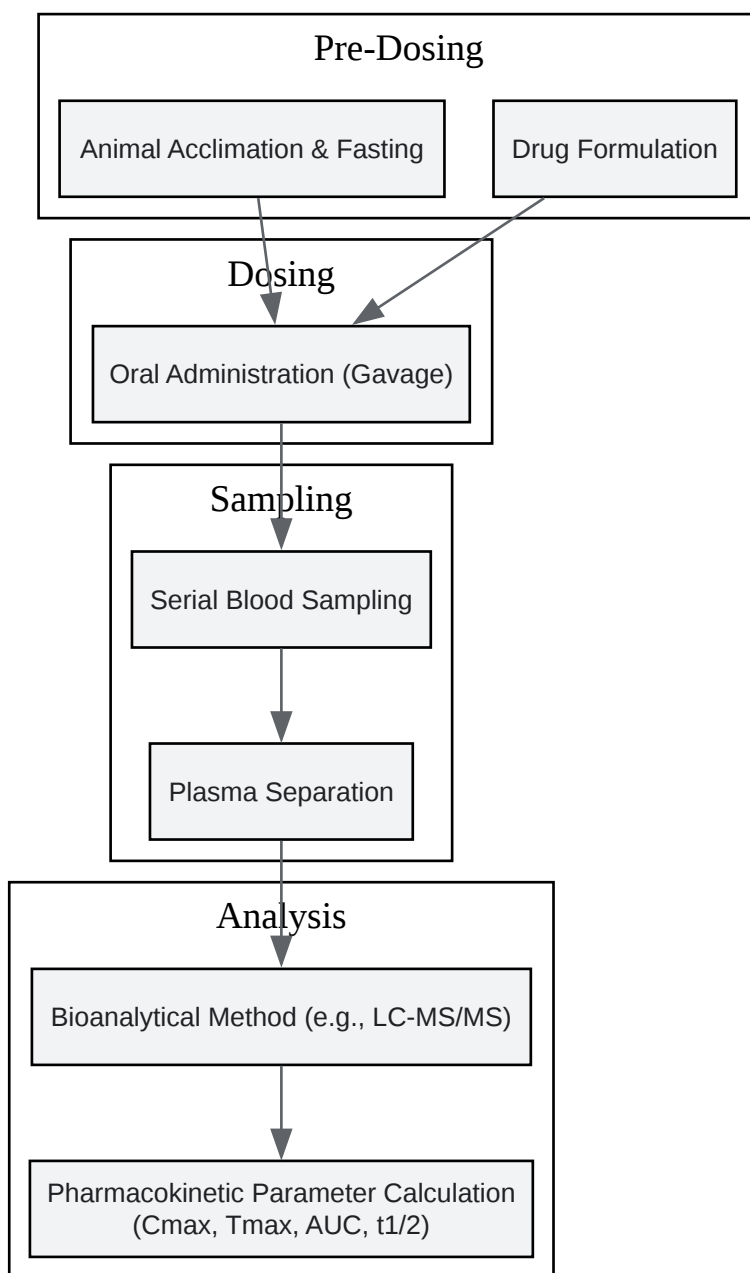 Pre-Dosing
Animal Acclimation & Fasting
Drug Formulation
Dosing
Oral Administration (Gavage)
Sampling
Serial Blood Sampling
Plasma Separation
Analysis
Bioanalytical Method (e.g., LC-MS/MS)
Pharmacokinetic Parameter Calculation
(Cmax, Tmax, AUC, t1/2)